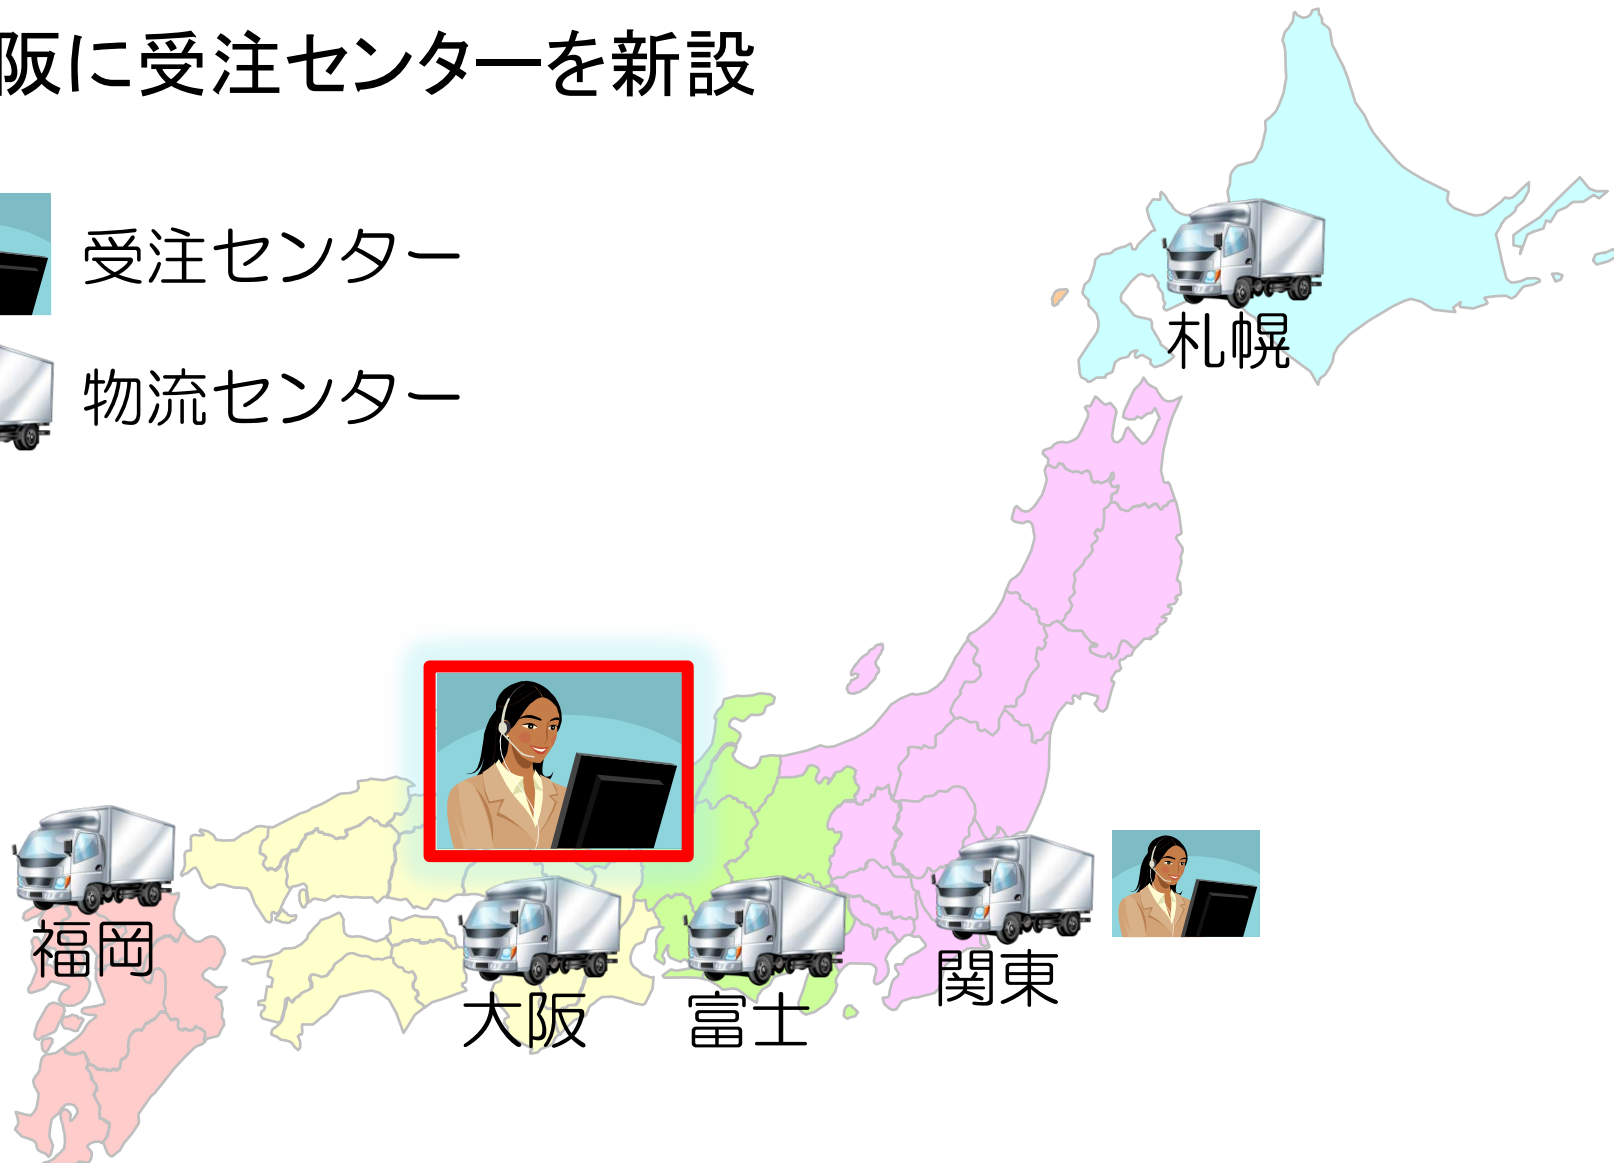 阪に受注センターを新設
受注センター
物流センター
札幌
福岡
大阪
富士
関東